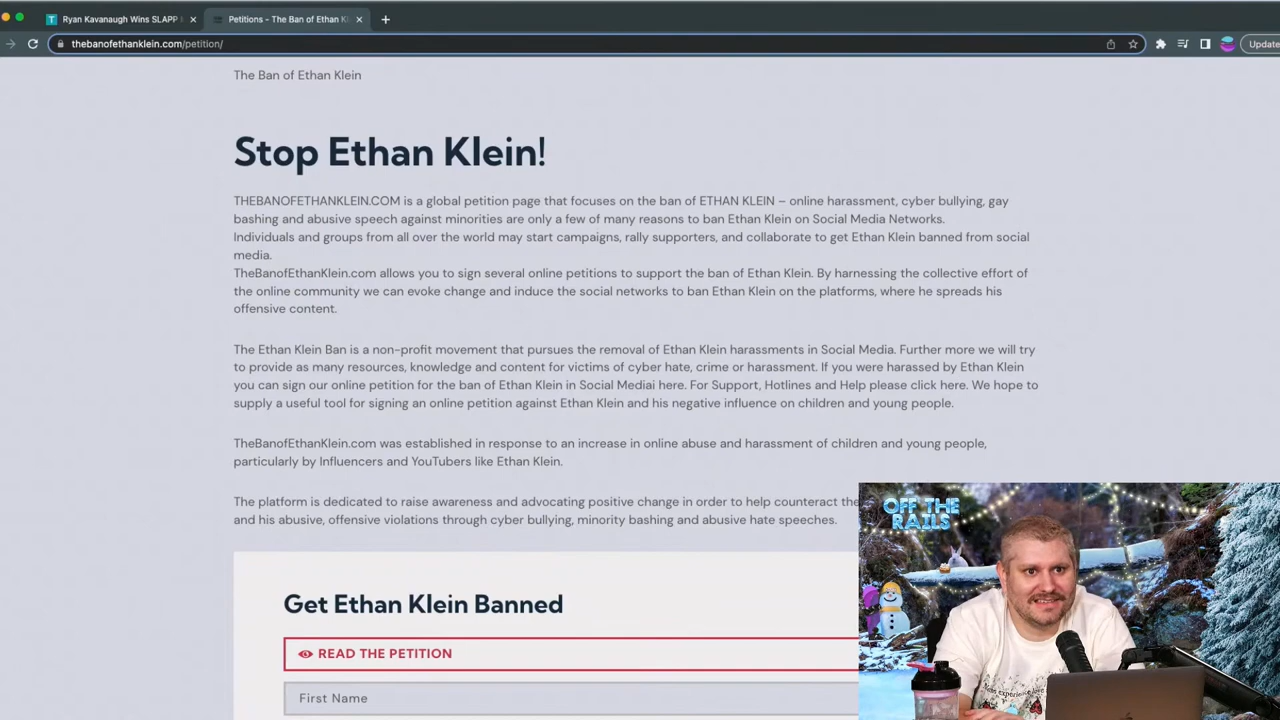 Ryan Kavanaugh Wins SLAPP
Petitions - The Ban of Ethan Kl
thebanofethanklein.com/petition/
Update
The Ban of Ethan Klein
Stop Ethan Klein!
THEBANOFETHANKLEIN.COM is a global petition page that focuses on the ban of ETHAN KLEIN – online harassment, cyber bullying, gay
bashing and abusive speech against minorities are only a few of many reasons to ban Ethan Klein on Social Media Networks.
Individuals and groups from all over the world may start campaigns, rally supporters, and collaborate to get Ethan Klein banned from social
media.
TheBanofEthanKlein.com allows you to sign several online petitions to support the ban of Ethan Klein. By harnessing the collective effort of
the online community we can evoke change and induce the social networks to ban Ethan Klein on the platforms, where he spreads his
offensive content.
The Ethan Klein Ban is a non-profit movement that pursues the removal of Ethan Klein harassments in Social Media. Further more we will try
to provide as many resources, knowledge and content for victims of cyber hate, crime or harassment. If you were harassed by Ethan Klein
you can sign our online petition for the ban of Ethan Klein in Social Mediai here. For Support, Hotlines and Help please click here. We hope to
supply a useful tool for signing an online petition against Ethan Klein and his negative influence on children and young people.
TheBanofEthanKlein.com was established in response to an increase in online abuse and harassment of children and young people,
particularly by Influencers and YouTubers like Ethan Klein.
The platform is dedicated to raise awareness and advocating positive change in order to help counteract the
and his abusive, offensive violations through cyber bullying, minority bashing and abusive hate speeches.
OFF THE
RAILS
Get Ethan Klein Banned
READ THE PETITION
First Name